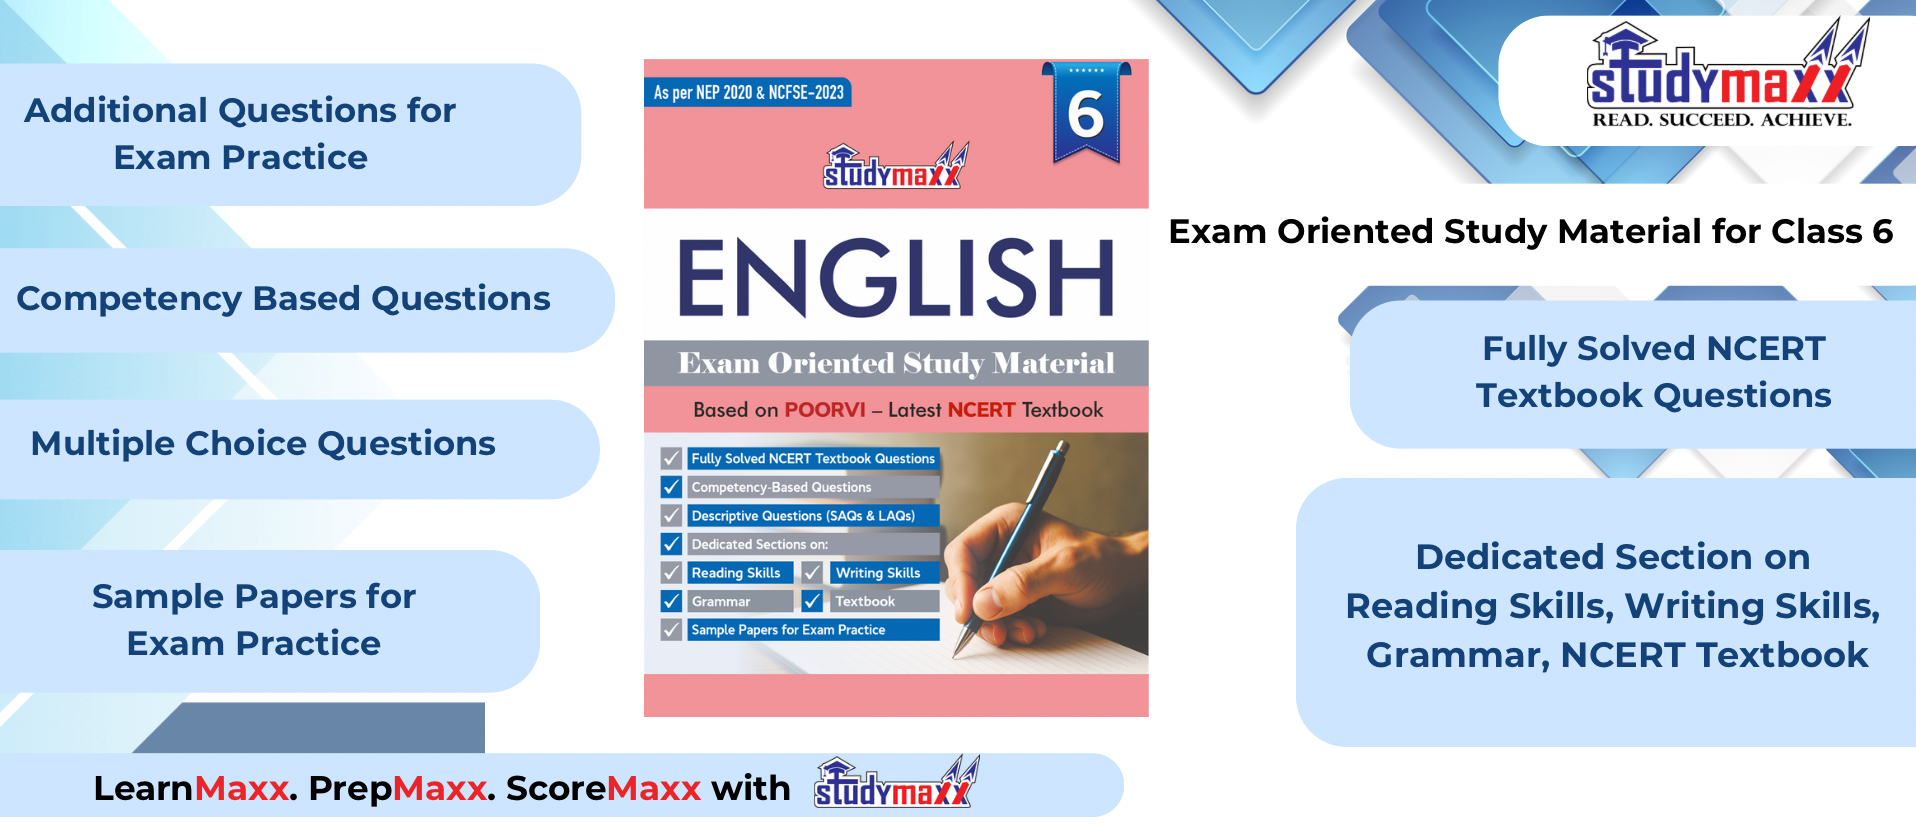 Additional Questions for
Exam Practice
Competency Based Questions
Multiple Choice Questions
Sample Papers for
Exam Practice
As per NEP 2020 & NCFSE-2023
6
studymaxx
ENGLISH
Exam Oriented Study Material
Based on POORVI – Latest NCERT Textbook
Fully Solved NCERT Textbook Questions
Competency-Based Questions
Descriptive Questions (SAQs & LAQs)
Dedicated Sections on:
Reading Skills Writing Skills
Grammar Textbook
Sample Papers for Exam Practice
studymaxx
READ. SUCCEED. ACHIEVE.
Exam Oriented Study Material for Class 6
Fully Solved NCERT
Textbook Questions
Dedicated Section on
Reading Skills, Writing Skills,
Grammar, NCERT Textbook
LearnMaxx. PrepMaxx. ScoreMaxx with studymaxx